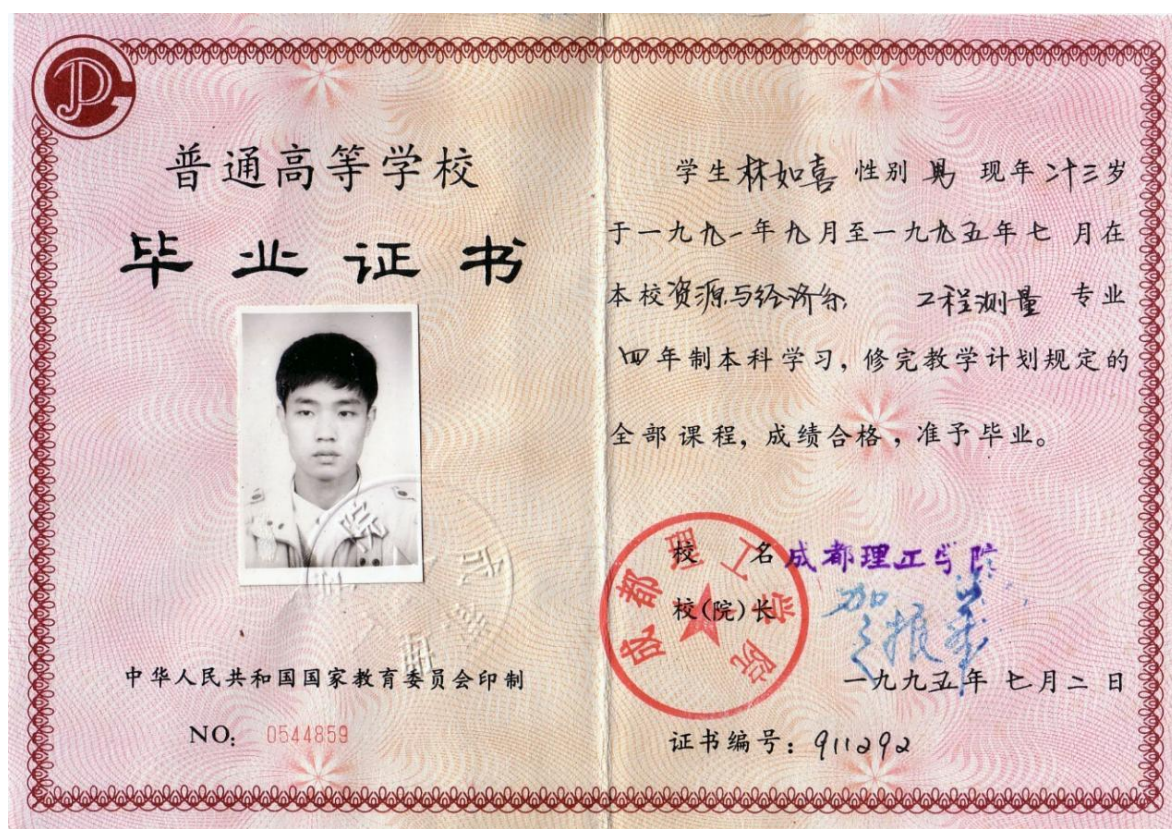 普通高等学校
毕业证书
中华人民共和国国家教育委员会印制
NO: 0544859
学生林如喜 性别 男 现年 廿三岁
于一九九一年九月至一九九五年七 月在
本校资源与经济系 工程测量 专业
四年制本科学习，修完教学计划规定的
全部课程，成绩合格，准予毕业。
校 名 成都理工学院
校(院)长
一九九五年 七月二 日
证书编号：911292
成都理工学院